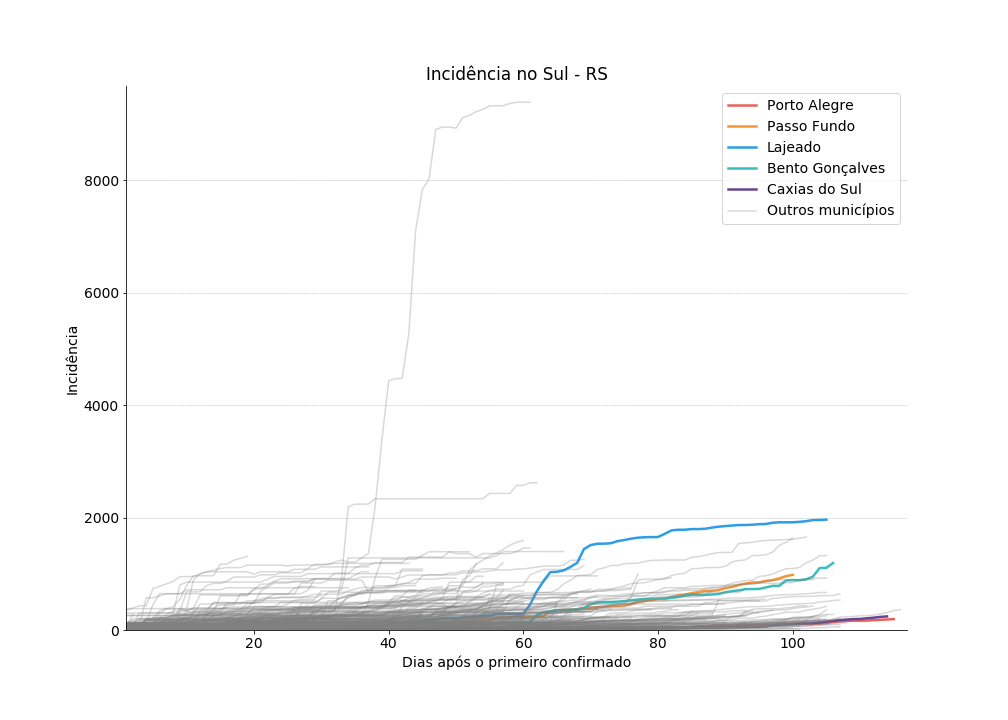 Incidência no Sul - RS
Porto Alegre
Passo Fundo
Lajeado
Bento Gonçalves
Caxias do Sul
Outros municípios
8000
6000
4000
2000
0
Incidência
20 40 60 80 100
Dias após o primeiro confirmado